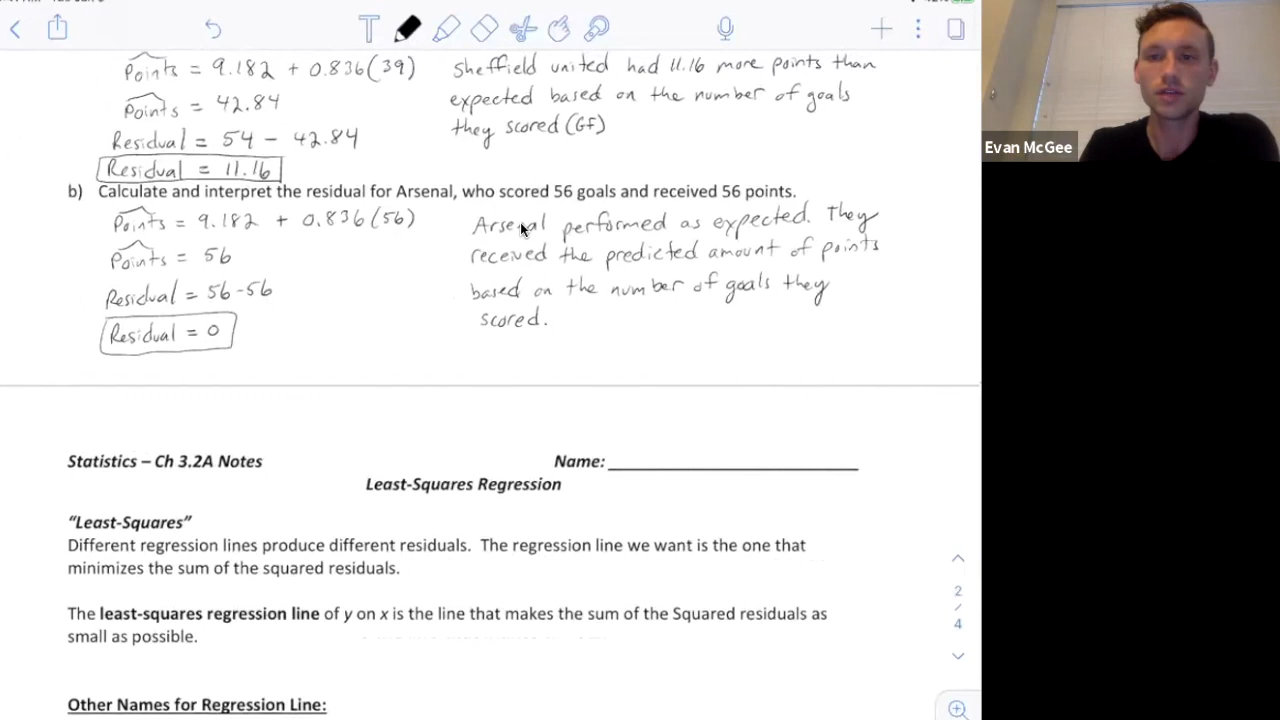 Points = 9.182 + 0.836(39)
Sheffield united had 11.16 more points than
Points = 42.84
expected based on the number of goals
Residual = 54 - 42.84
they scored (GF)
Residual = 11.16
b) Calculate and interpret the residual for Arsenal, who scored 56 goals and received 56 points.
Points = 9.182 + 0.836(56)
Arsenal performed as expected. They
Points = 56
received the predicted amount of points
Residual = 56-56
based on the number of goals they
Residual = 0
scored.
Evan McGee
Statistics – Ch 3.2A Notes
Name: ___________________________
Least-Squares Regression
“Least-Squares”
Different regression lines produce different residuals. The regression line we want is the one that
minimizes the sum of the squared residuals.
The least-squares regression line of y on x is the line that makes the sum of the Squared residuals as
small as possible.
Other Names for Regression Line:
2
/
4